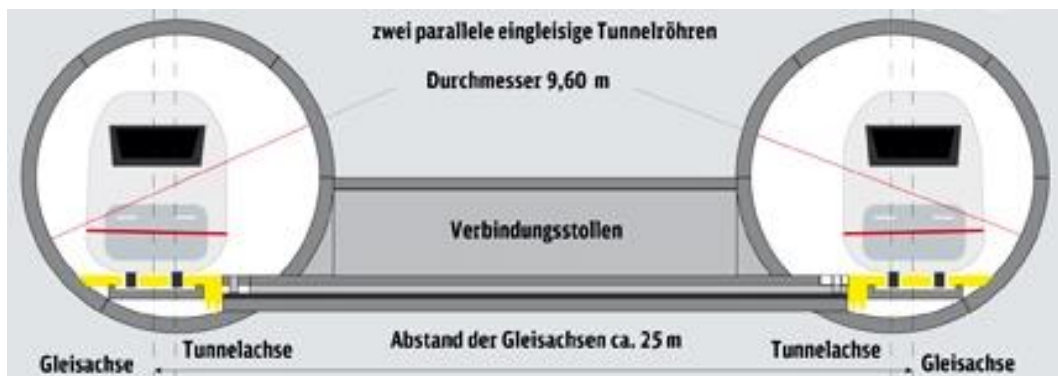 zwei parallele eingleisige Tunnelröhren
Durchmesser 9,60 m
Verbindungsstollen
Abstand der Gleisachsen ca. 25 m
Gleisachse
Tunnelachse
Tunnelachse
Gleisachse